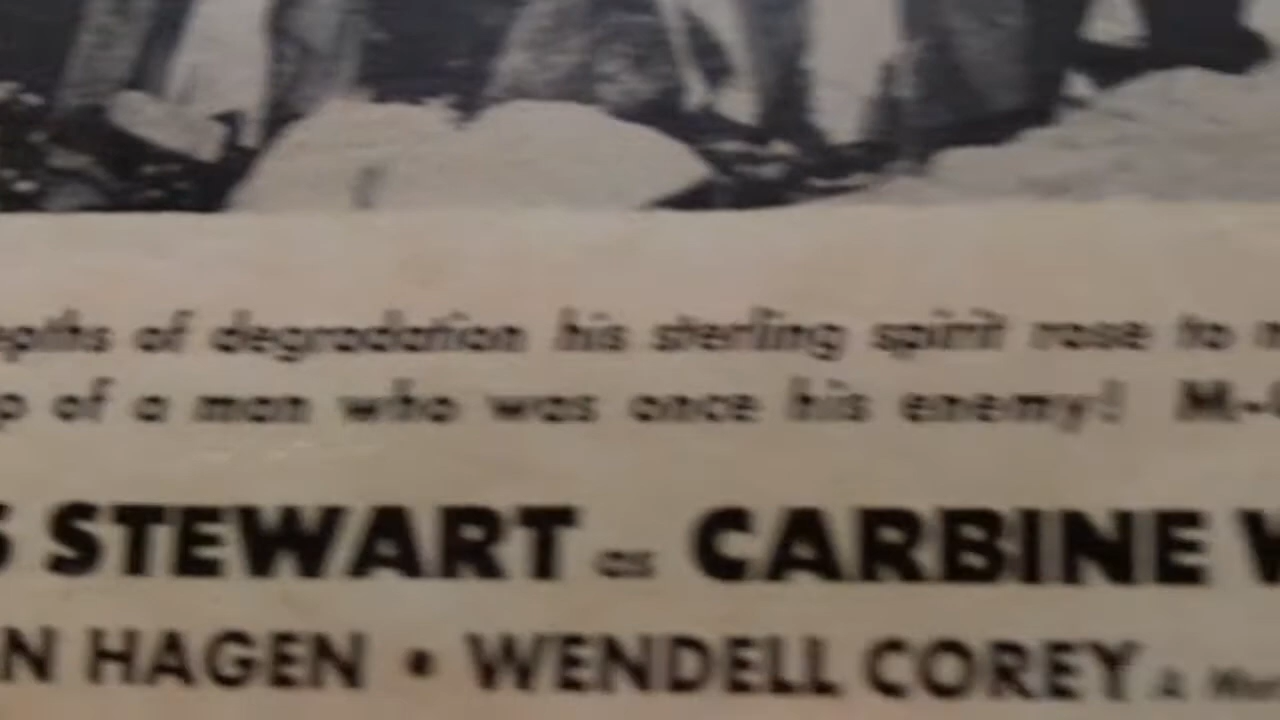 epths of degradation his sterling spirit rose to
p of a man who was once his enemy! M-G
S STEWART as CARBINE W
N HAGEN • WENDELL COREY A